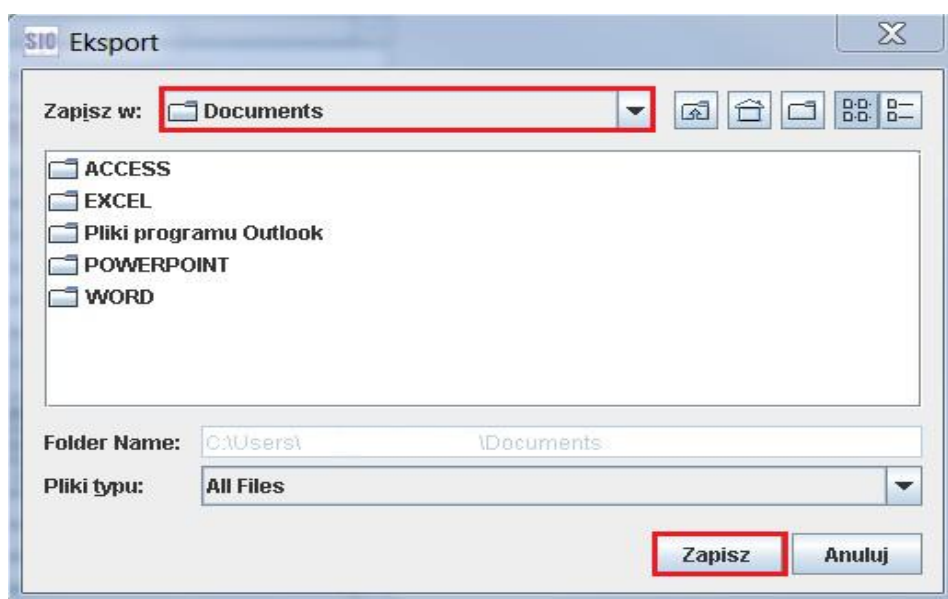 SIO Eksport
Zapisz w: Documents
ACCESS
EXCEL
Pliki programu Outlook
POWERPOINT
WORD
Folder Name: C:\Users\ \Documents
Pliki typu: All Files
Zapisz Anuluj